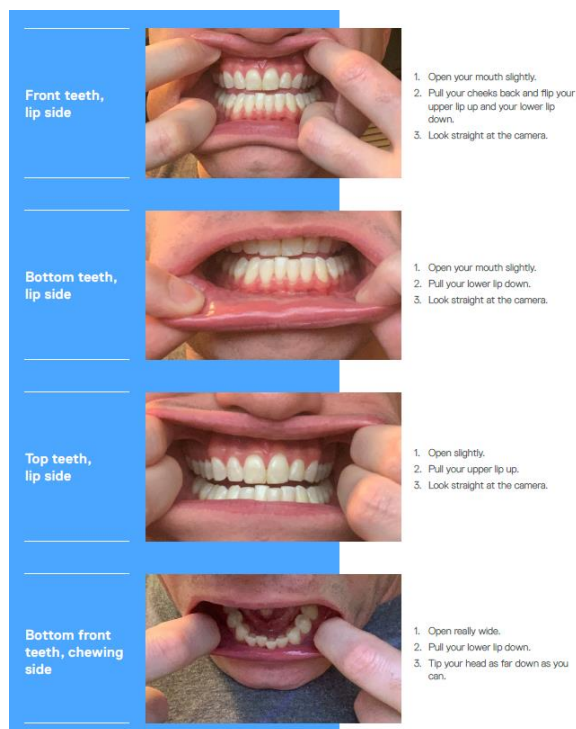 Front teeth,
lip side
1. Open your mouth slightly.
2. Pull your cheeks back and flip your
upper lip up and your lower lip
down.
3. Look straight at the camera.
Bottom teeth,
lip side
1. Open your mouth slightly.
2. Pull your lower lip down.
3. Look straight at the camera.
Top teeth,
lip side
1. Open slightly.
2. Pull your upper lip up.
3. Look straight at the camera.
Bottom front
teeth, chewing
side
1. Open really wide.
2. Pull your lower lip down.
3. Tip your head as far down as you
can.